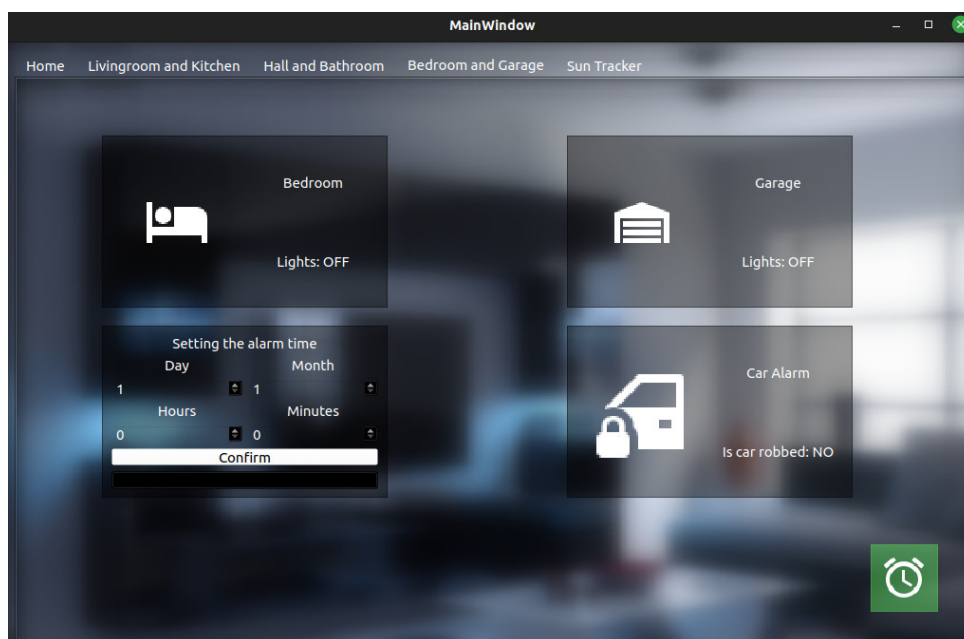 MainWindow
Home Livingroom and Kitchen Hall and Bathroom Bedroom and Garage Sun Tracker
Bedroom
Lights: OFF
Garage
Lights: OFF
Setting the alarm time
Day Month
1 1
Hours Minutes
0 0
Confirm
Car Alarm
Is car robbed: NO